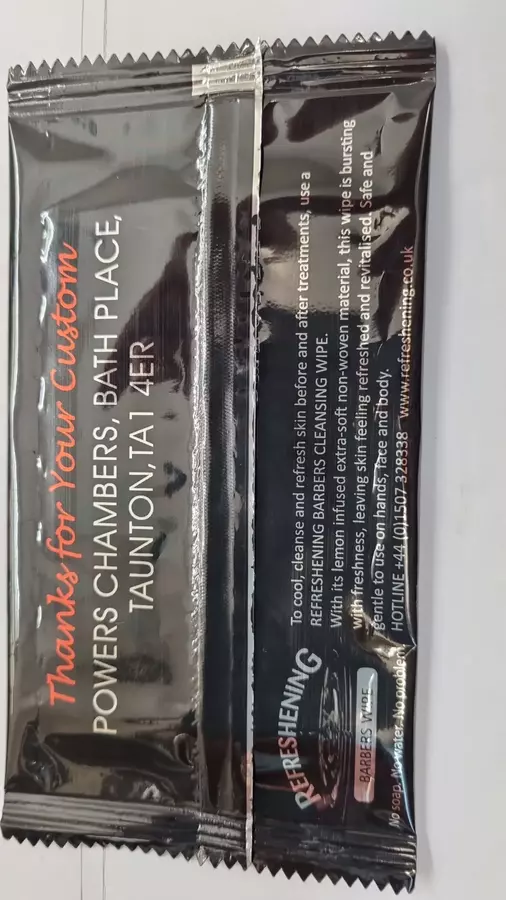 Thanks for Your Custom
POWERS CHAMBERS, BATH PLACE,
TAUNTON,TA1 4ER
REFRESHENING
BARBERS WIPE
No soap. No water. No problem
To cool, cleanse and refresh skin before and after treatments, use a
REFRESHENING BARBERS CLEANSING WIPE.
With its lemon infused extra-soft non-woven material, this wipe is bursting
with freshness, leaving skin feeling refreshed and revitalised. Safe and
gentle to use on hands, face and body.
HOTLINE +44 (0)1507 328338 www.refreshening.co.uk